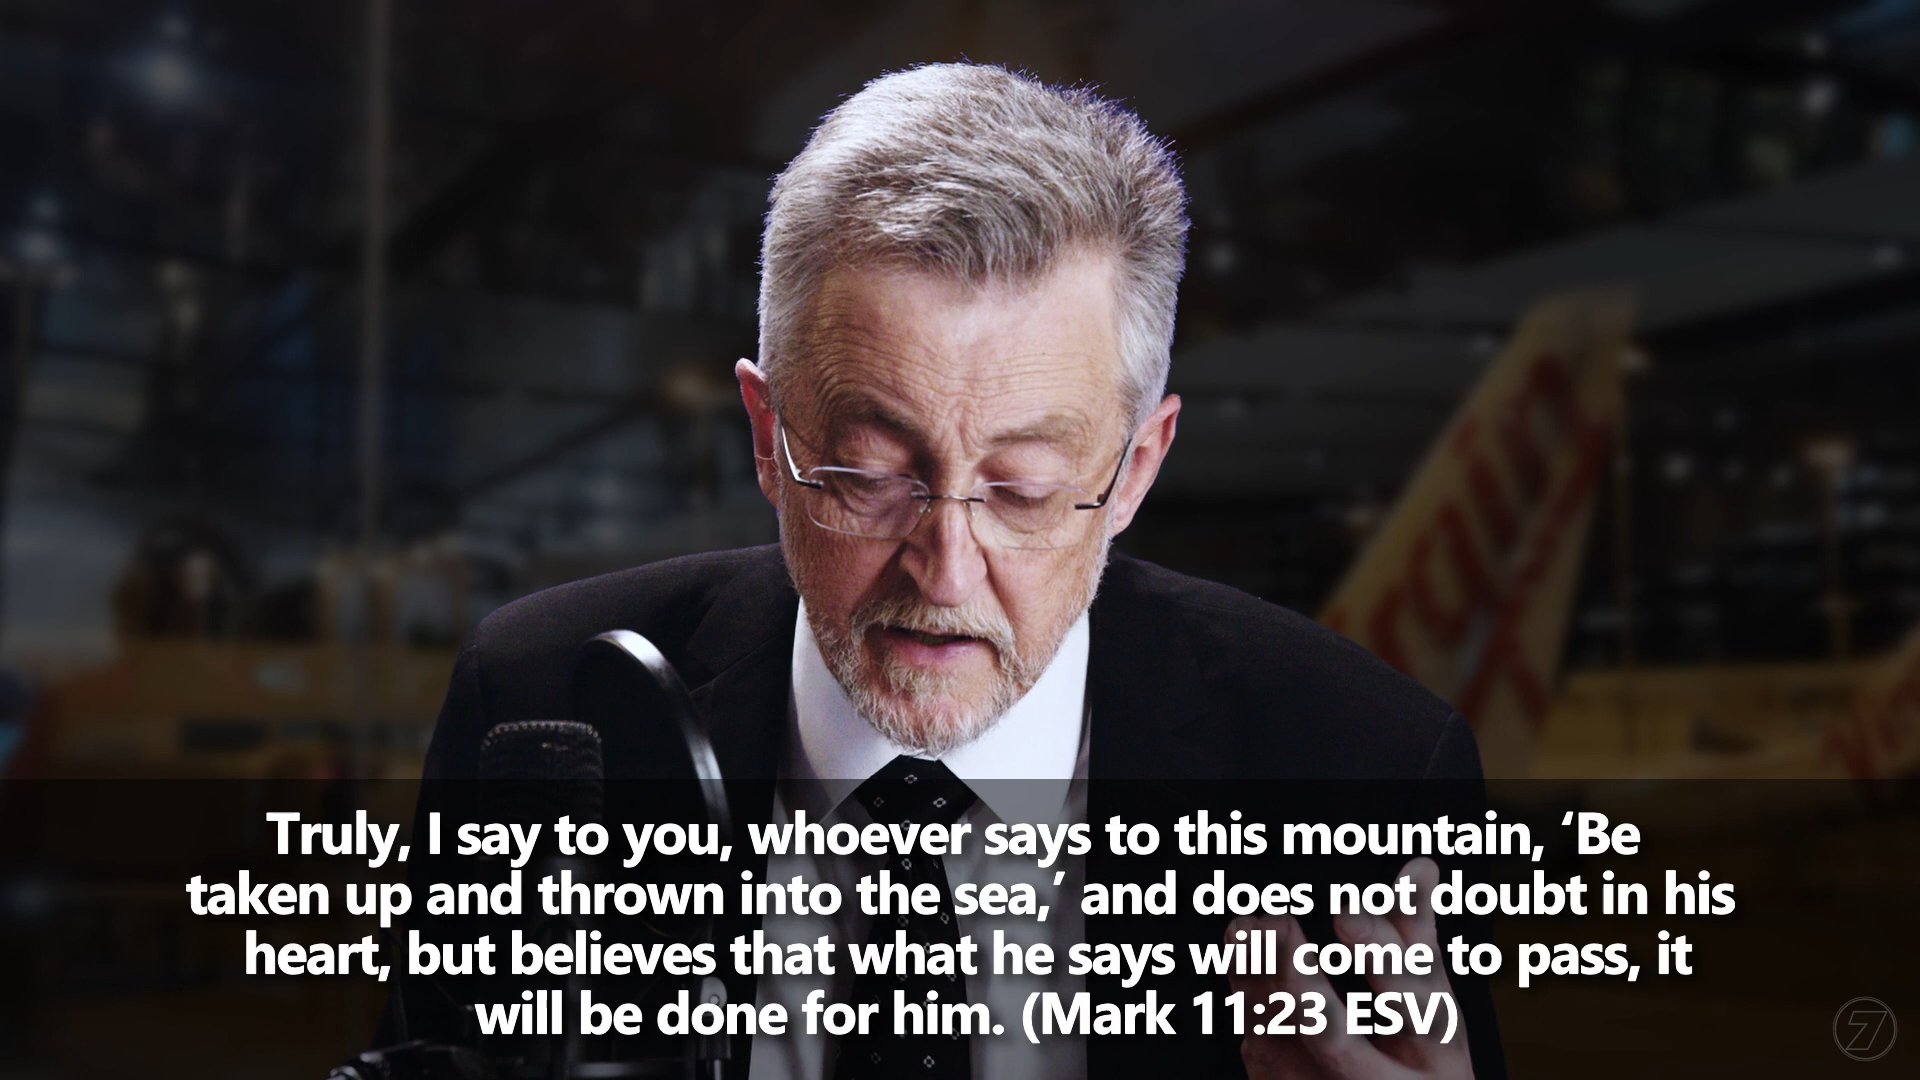 Truly, I say to you, whoever says to this mountain, ‘Be
taken up and thrown into the sea,’ and does not doubt in his
heart, but believes that what he says will come to pass, it
will be done for him. (Mark 11:23 ESV)